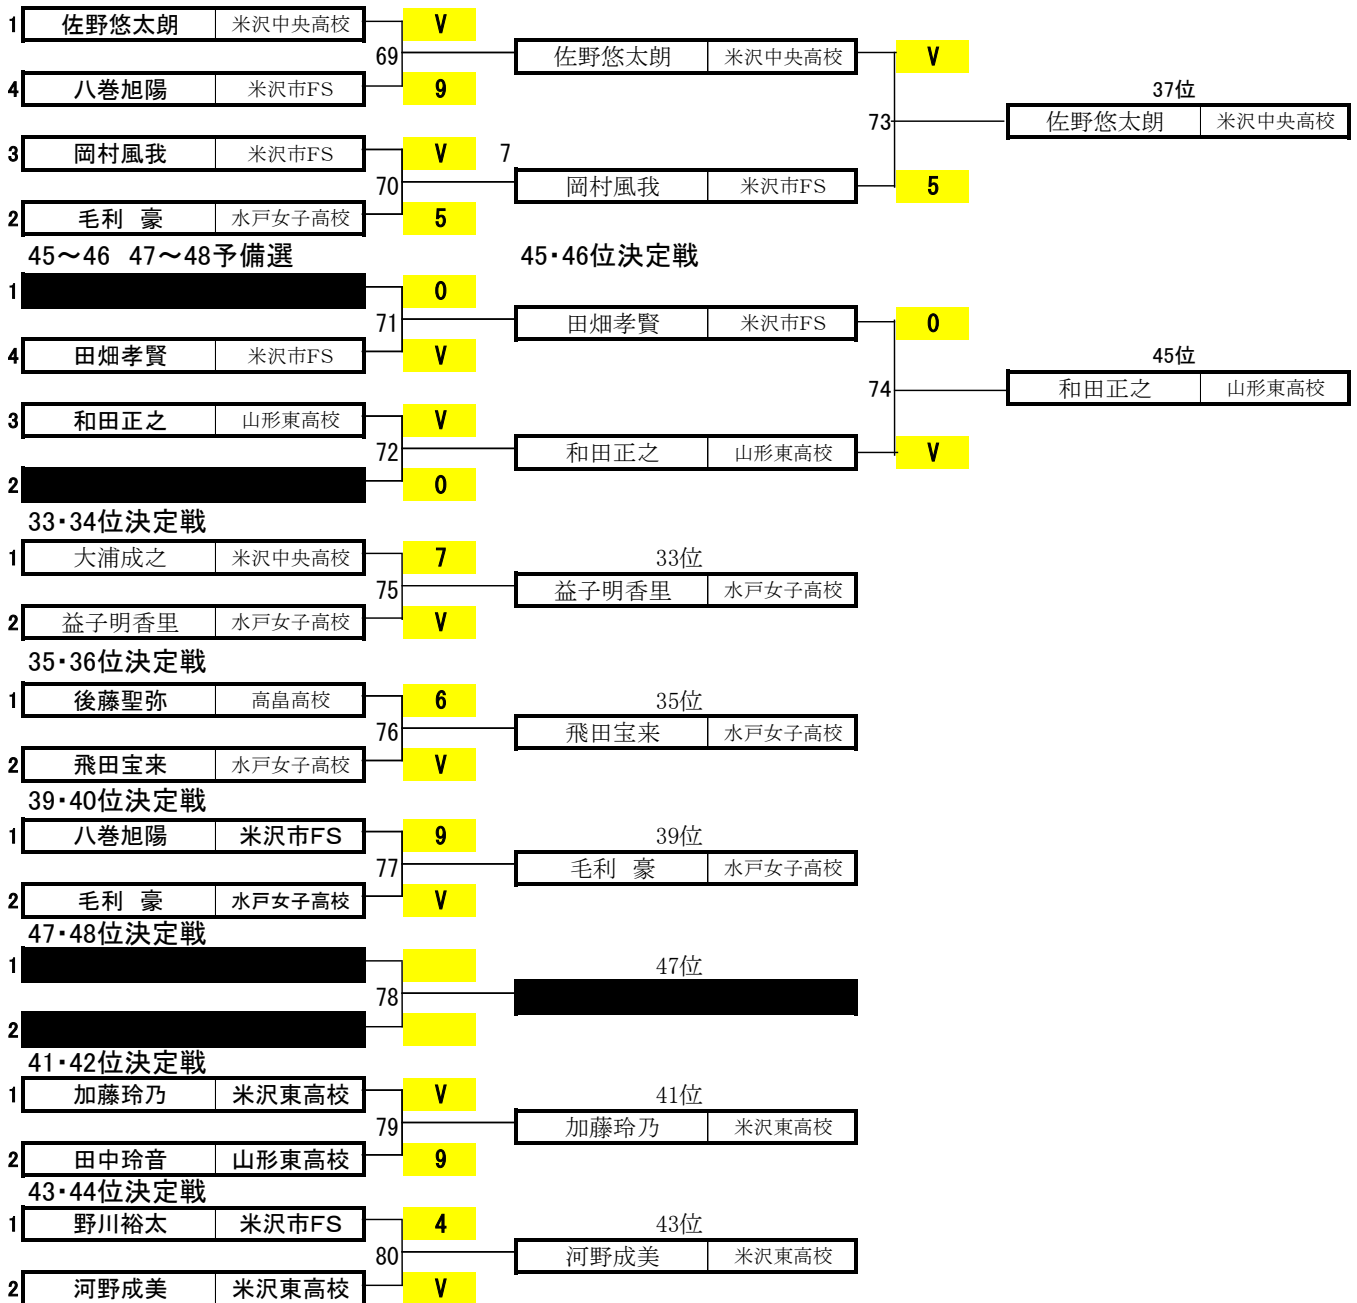 1 佐野悠太朗 米沢中央高校 V
69 佐野悠太朗 米沢中央高校 V
4 八巻旭陽 米沢市FS 9
37位
73 佐野悠太朗 米沢中央高校
3 岡村風我 米沢市FS V 7
70 岡村風我 米沢市FS 5
2 毛利 豪 水戸女子高校 5
45～46 47～48予備選 45・46位決定戦
1 0
71 田畑孝賢 米沢市FS 0
4 田畑孝賢 米沢市FS V
45位
74 和田正之 山形東高校
3 和田正之 山形東高校 V
72 和田正之 山形東高校 V
2 0
33・34位決定戦
1 大浦成之 米沢中央高校 7 33位
75 益子明香里 水戸女子高校
2 益子明香里 水戸女子高校 V
35・36位決定戦
1 後藤聖弥 高畠高校 6 35位
76 飛田宝来 水戸女子高校
2 飛田宝来 水戸女子高校 V
39・40位決定戦
1 八巻旭陽 米沢市FS 9 39位
77 毛利 豪 水戸女子高校
2 毛利 豪 水戸女子高校 V
47・48位決定戦
1 47位
78
2
41・42位決定戦
1 加藤玲乃 米沢東高校 V 41位
79 加藤玲乃 米沢東高校
2 田中玲音 山形東高校 9
43・44位決定戦
1 野川裕太 米沢市FS 4 43位
80 河野成美 米沢東高校
2 河野成美 米沢東高校 V